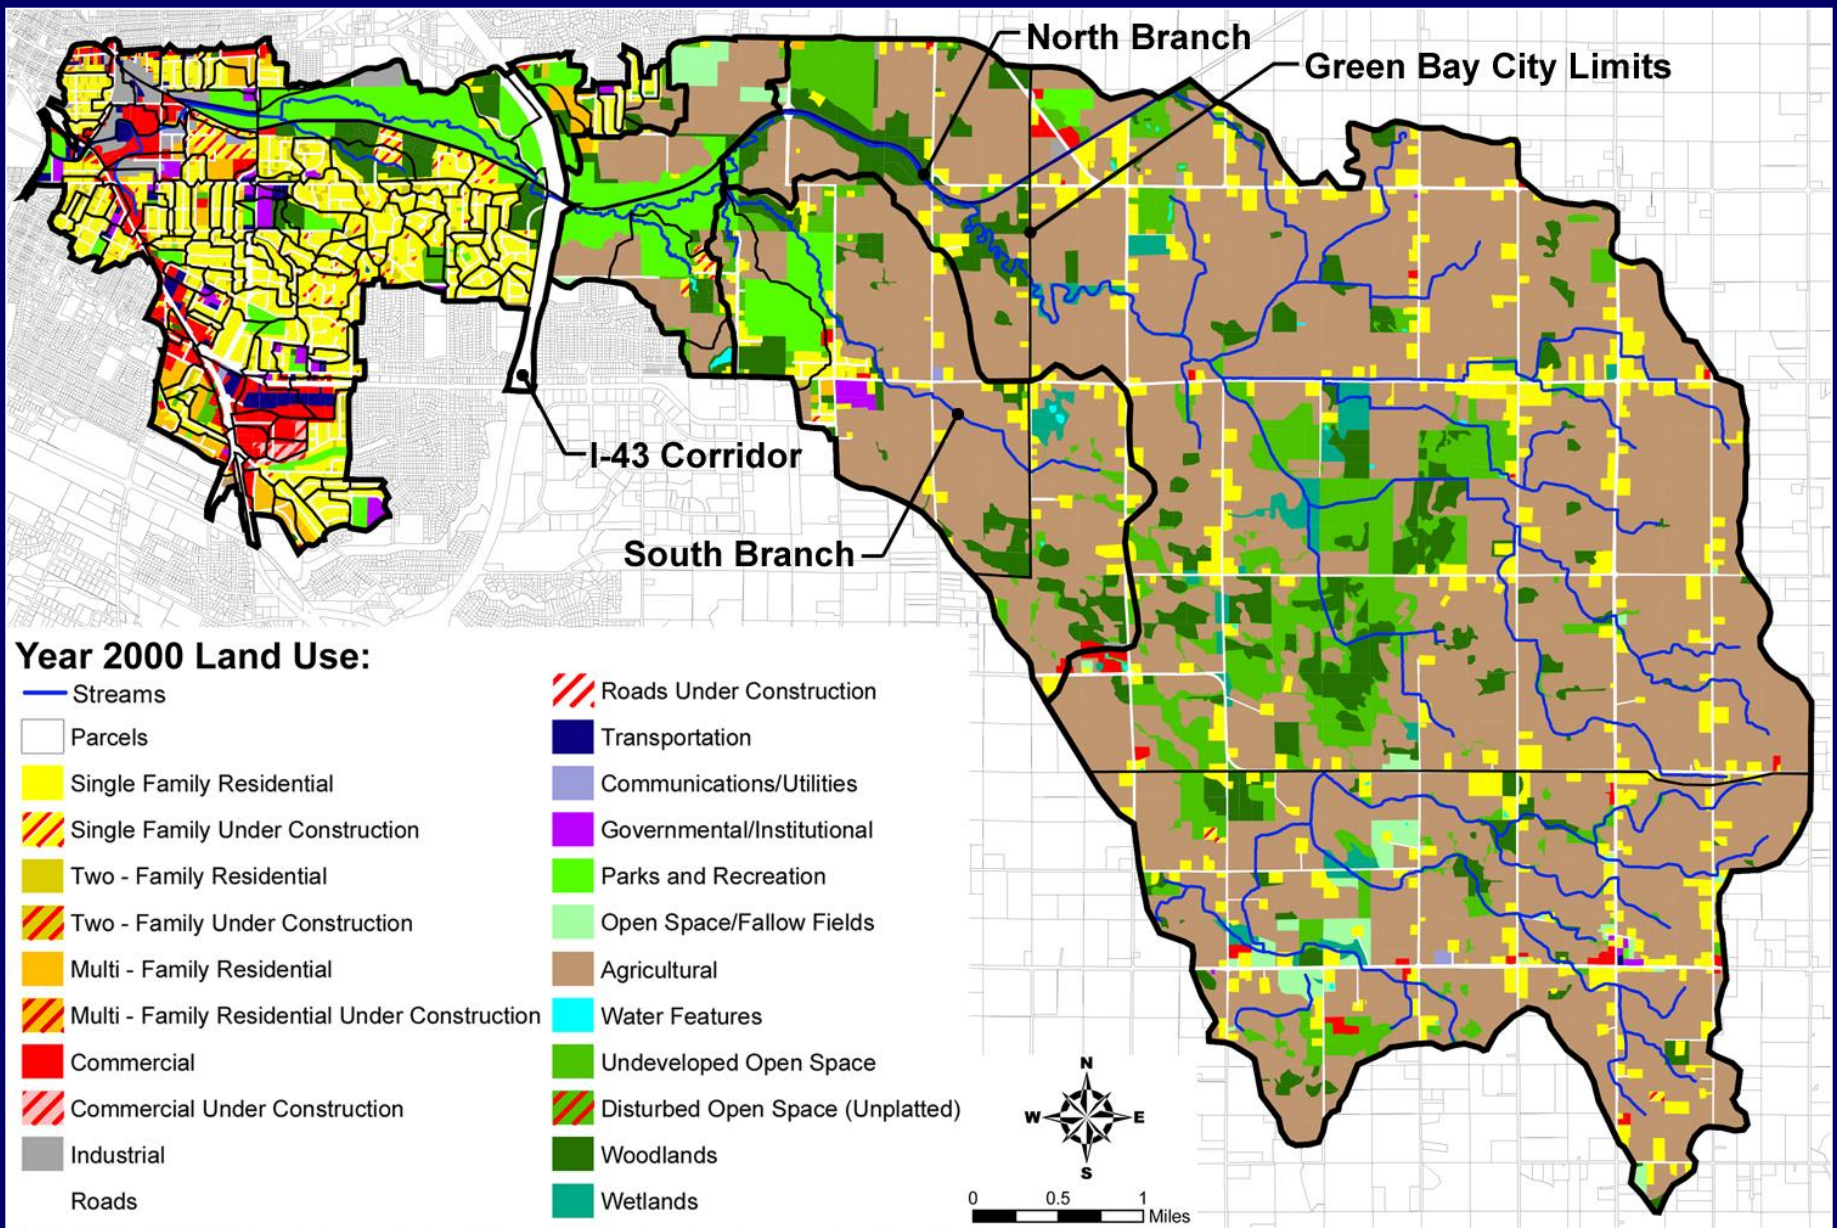 North Branch
Green Bay City Limits
I-43 Corridor
South Branch
Year 2000 Land Use:
Streams
Parcels
Single Family Residential
Single Family Under Construction
Two - Family Residential
Two - Family Under Construction
Multi - Family Residential
Multi - Family Residential Under Construction
Commercial
Commercial Under Construction
Industrial
Roads
Roads Under Construction
Transportation
Communications/Utilities
Governmental/Institutional
Parks and Recreation
Open Space/Fallow Fields
Agricultural
Water Features
Undeveloped Open Space
Disturbed Open Space (Unplatted)
Woodlands
Wetlands
N
W E
S
0 0.5 1
Miles